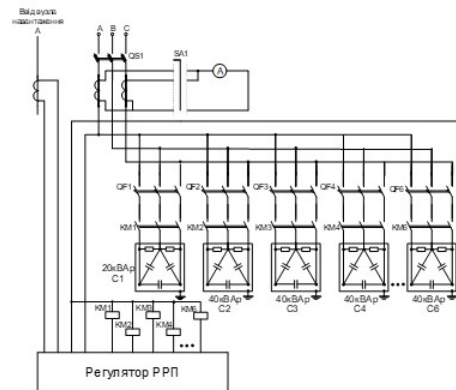 Ввід вузла
навантаження
A
A B C
QS1
SA1
A
QF1
QF2
QF3
QF4
QF6
KM1
KM2
KM3
KM4
KM6
20кВАр
C1
40кВАр
C2
40кВАр
C3
40кВАр
C4
40кВАр
C6
KM1
KM3
KM6
KM2
KM4
Регулятор РРП